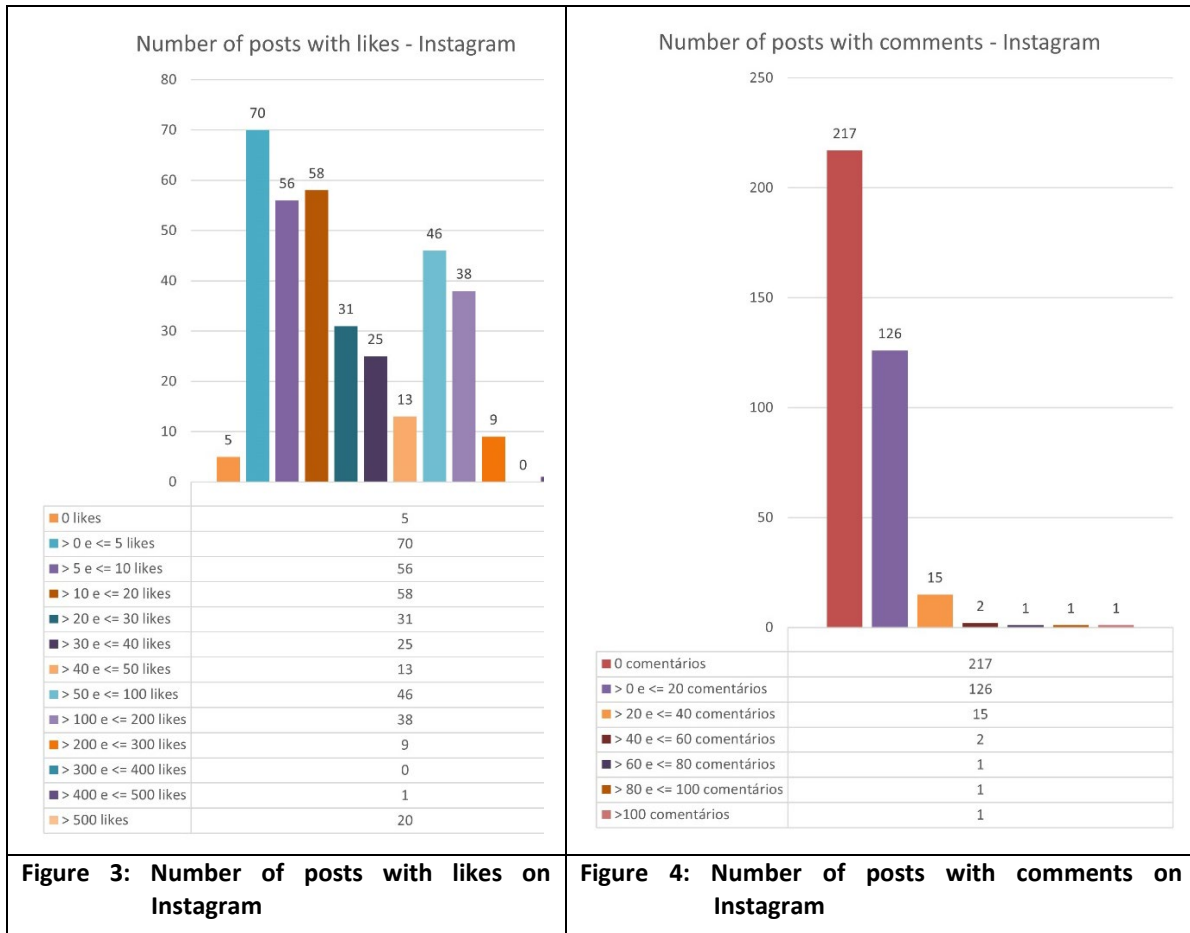 Number of posts with likes - Instagram
80
70
60
50
40
30
20
10
0
5
70
56
58
31
25
13
46
38
9
0
0 likes 5
> 0 e <= 5 likes 70
> 5 e <= 10 likes 56
> 10 e <= 20 likes 58
> 20 e <= 30 likes 31
> 30 e <= 40 likes 25
> 40 e <= 50 likes 13
> 50 e <= 100 likes 46
> 100 e <= 200 likes 38
> 200 e <= 300 likes 9
> 300 e <= 400 likes 0
> 400 e <= 500 likes 1
> 500 likes 20
Figure 3: Number of posts with likes on
Instagram
Number of posts with comments - Instagram
250
200
150
100
50
0
217
126
15
2
1
1
1
0 comentários 217
> 0 e <= 20 comentários 126
> 20 e <= 40 comentários 15
> 40 e <= 60 comentários 2
> 60 e <= 80 comentários 1
> 80 e <= 100 comentários 1
>100 comentários 1
Figure 4: Number of posts with comments on
Instagram